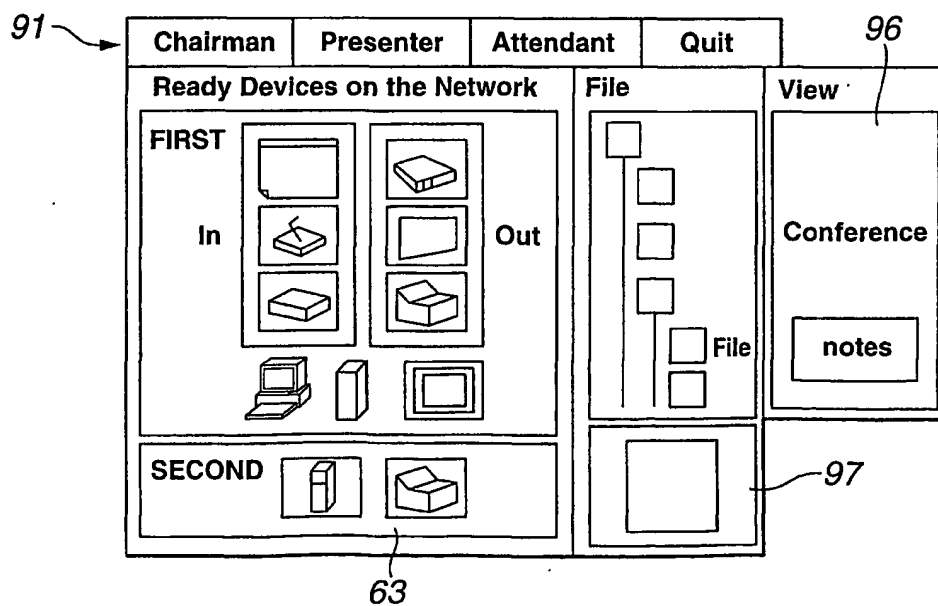 91
Chairman Presenter Attendant Quit
96
Ready Devices on the Network File View
FIRST
In Out
Conference
File notes
SECOND
97
63